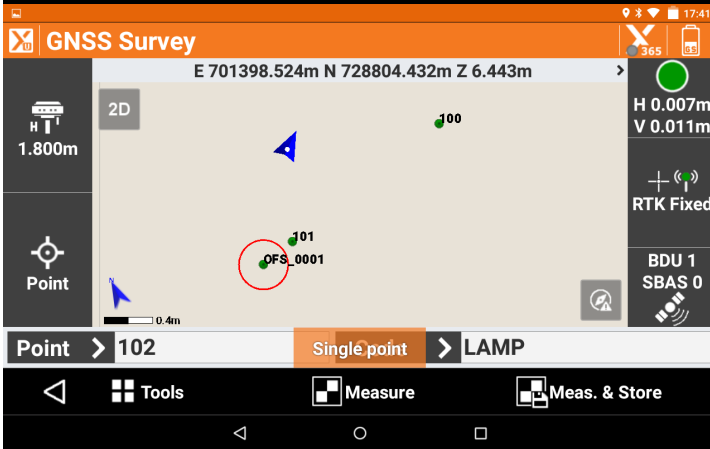 17:41
GNSS Survey
365
GS
E 701398.524m N 728804.432m Z 6.443m
H
1.800m
2D
100
H 0.007m
V 0.011m
RTK Fixed
101
OFS_0001
Point
N
0.4m
BDU 1
SBAS 0
Point
102
Single point
LAMP
Tools
Measure
Meas. & Store